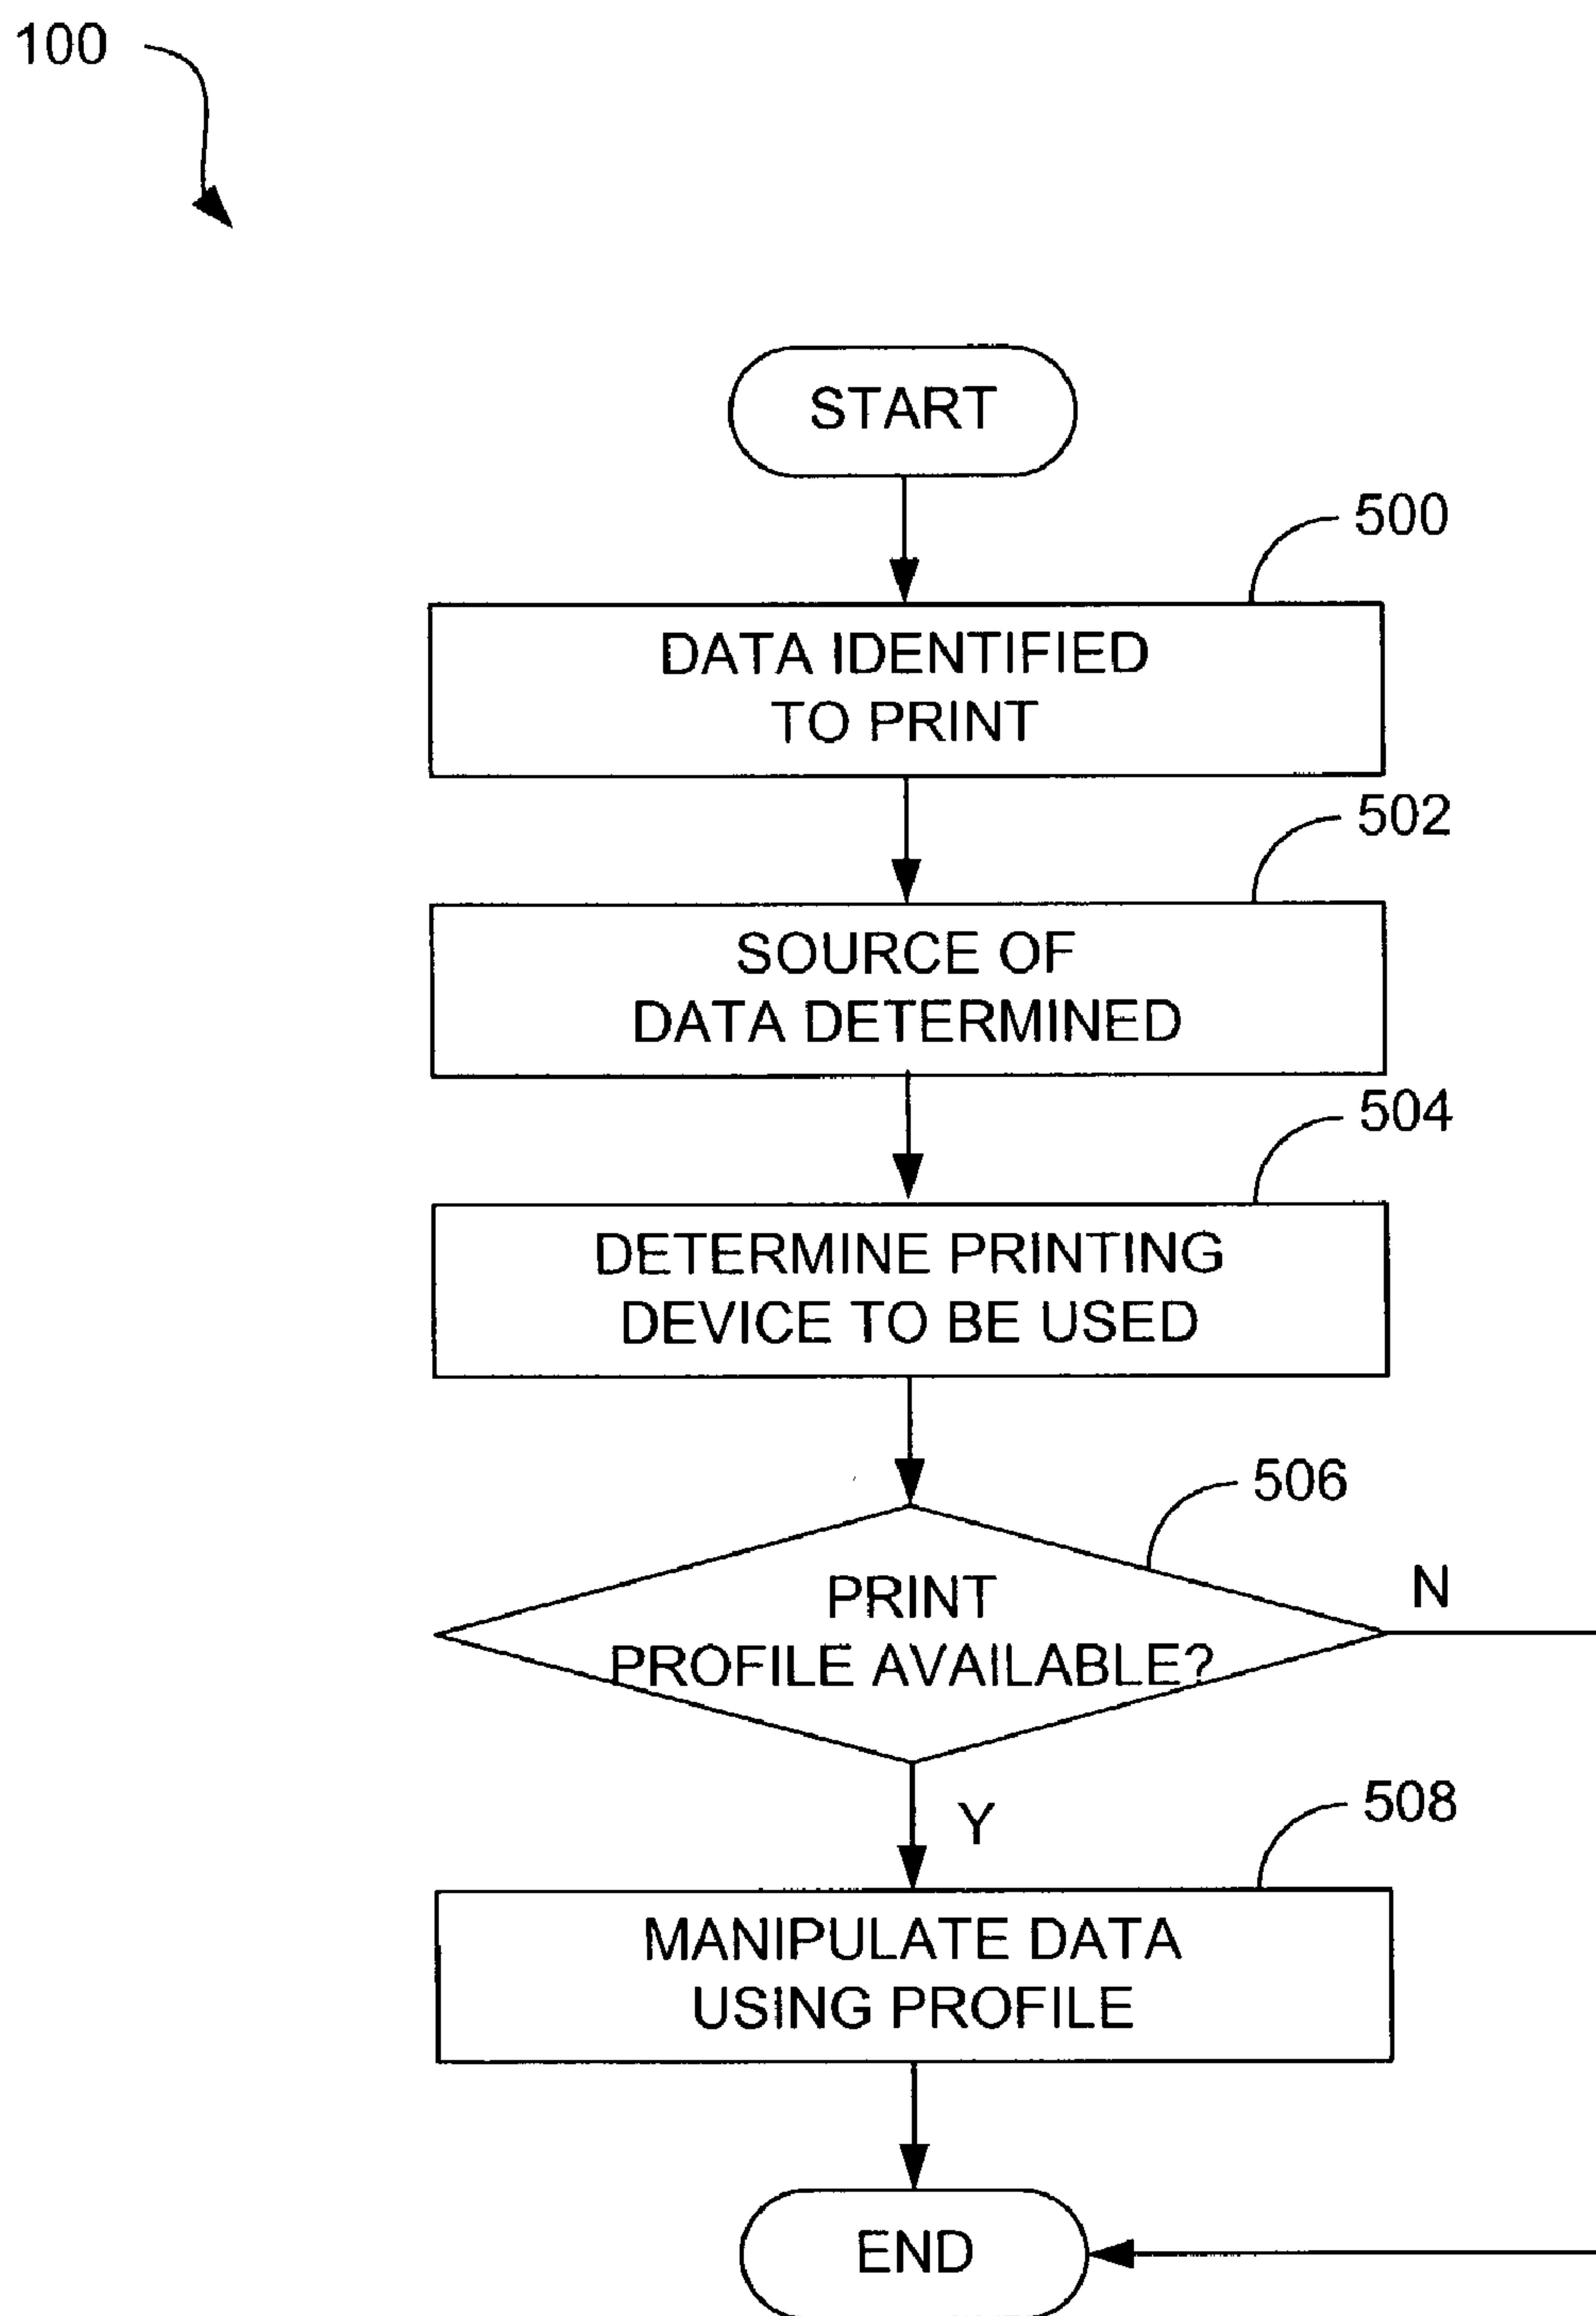 100
START
500
DATA IDENTIFIED
TO PRINT
502
SOURCE OF
DATA DETERMINED
504
DETERMINE PRINTING
DEVICE TO BE USED
506
PRINT
PROFILE AVAILABLE?
N
Y
508
MANIPULATE DATA
USING PROFILE
END